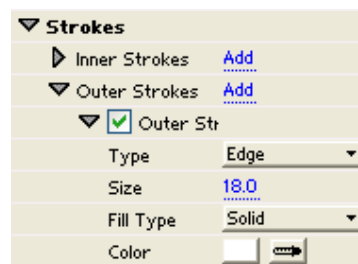 Strokes
Inner Strokes Add
Outer Strokes Add
Outer Str
Type Edge
Size 18.0
Fill Type Solid
Color